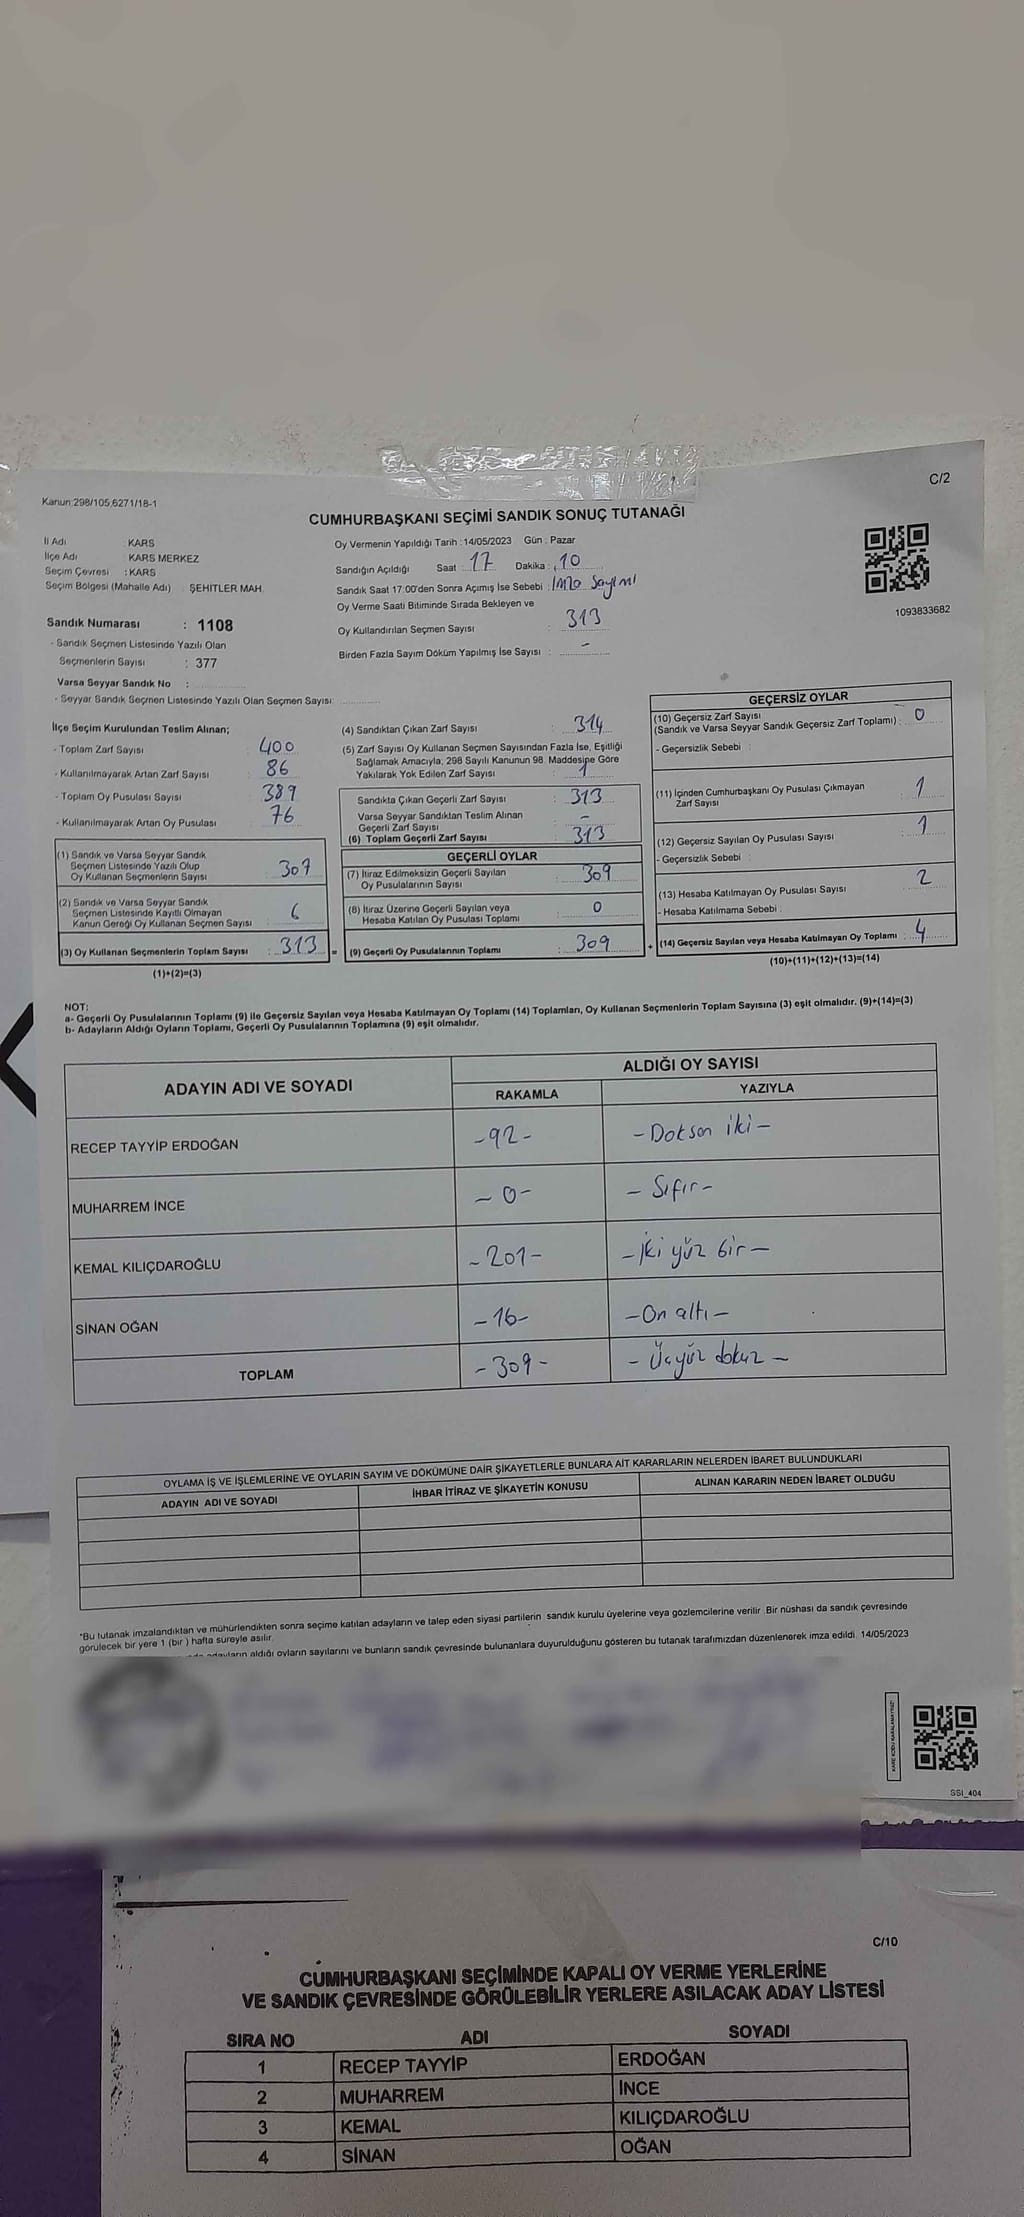 C/2
Kanun:298/105,6271/18-1
CUMHURBAŞKANI SEÇİMİ SANDIK SONUÇ TUTANAĞI
İl Adı KARS
İlçe Adı KARS MERKEZ
Seçim Çevresi : KARS
Seçim Bölgesi (Mahalle Adı) ŞEHİTLER MAH.
Oy Vermenin Yapıldığı Tarih :14/05/2023 Gün : Pazar
Sandığın Açıldığı Saat : 17 Dakika : 10
Sandık Saat 17:00'den Sonra Açımış İse Sebebi : İmza Sayımı
Oy Verme Saati Bitiminde Sırada Bekleyen ve
Oy Kullandırılan Seçmen Sayısı : 313
Birden Fazla Sayım Döküm Yapılmış İse Sayısı : -
1093833682
Sandık Numarası : 1108
- Sandık Seçmen Listesinde Yazılı Olan
Seçmenlerin Sayısı : 377
Varsa Seyyar Sandık No :
- Seyyar Sandık Seçmen Listesinde Yazılı Olan Seçmen Sayısı:
İlçe Seçim Kurulundan Teslim Alınan;
- Toplam Zarf Sayısı 400
- Kullanılmayarak Artan Zarf Sayısı 86
- Toplam Oy Pusulası Sayısı 389
- Kullanılmayarak Artan Oy Pusulası 76
(1) Sandık ve Varsa Seyyar Sandık
Seçmen Listesinde Yazılı Olup
Oy Kullanan Seçmenlerin Sayısı 307
(2) Sandık ve Varsa Seyyar Sandık
Seçmen Listesinde Kayıtlı Olmayan
Kanun Gereği Oy Kullanan Seçmen Sayısı 6
(3) Oy Kullanan Seçmenlerin Toplam Sayısı : 313 =
(1)+(2)=(3)
(4) Sandıktan Çıkan Zarf Sayısı : 314
(5) Zarf Sayısı Oy Kullanan Seçmen Sayısından Fazla İse, Eşitliği
Sağlamak Amacıyla; 298 Sayılı Kanunun 98. Maddesine Göre
Yakılarak Yok Edilen Zarf Sayısı : 1
Sandıkta Çıkan Geçerli Zarf Sayısı : 313
Varsa Seyyar Sandıktan Teslim Alınan
Geçerli Zarf Sayısı : -
(6) Toplam Geçerli Zarf Sayısı : 313
GEÇERLİ OYLAR
(7) İtiraz Edilmeksizin Geçerli Sayılan
Oy Pusulalarının Sayısı : 309
(8) İtiraz Üzerine Geçerli Sayılan veya
Hesaba Katılan Oy Pusulası Toplamı : 0
(9) Geçerli Oy Pusulalarının Toplamı : 309 +
GEÇERSİZ OYLAR
(10) Geçersiz Zarf Sayısı
(Sandık ve Varsa Seyyar Sandık Geçersiz Zarf Toplamı) : 0
- Geçersizlik Sebebi :
(11) İçinden Cumhurbaşkanı Oy Pusulası Çıkmayan
Zarf Sayısı : 1
(12) Geçersiz Sayılan Oy Pusulası Sayısı : 1
- Geçersizlik Sebebi :
(13) Hesaba Katılmayan Oy Pusulası Sayısı : 2
- Hesaba Katılmama Sebebi :
(14) Geçersiz Sayılan veya Hesaba Katılmayan Oy Toplamı : 4
(10)+(11)+(12)+(13)=(14)
NOT:
a- Geçerli Oy Pusulalarının Toplamı (9) ile Geçersiz Sayılan veya Hesaba Katılmayan Oy Toplamı (14) Toplamları, Oy Kullanan Seçmenlerin Toplam Sayısına (3) eşit olmalıdır. (9)+(14)=(3)
b- Adayların Aldığı Oyların Toplamı, Geçerli Oy Pusulalarının Toplamına (9) eşit olmalıdır.
ADAYIN ADI VE SOYADI ALDIĞI OY SAYISI
RAKAMLA YAZIYLA
RECEP TAYYİP ERDOĞAN -92- -Doksan iki-
MUHARREM İNCE -0- -Sıfır-
KEMAL KILIÇDAROĞLU -201- -İki yüz bir-
SİNAN OĞAN -16- -On altı-
TOPLAM -309- -Üçyüz dokuz-
OYLAMA İŞ VE İŞLEMLERİNE VE OYLARIN SAYIM VE DÖKÜMÜNE DAİR ŞİKAYETLERLE BUNLARA AİT KARARLARIN NELERDEN İBARET BULUNDUKLARI
ADAYIN ADI VE SOYADI İHBAR İTİRAZ VE ŞİKAYETİN KONUSU ALINAN KARARIN NEDEN İBARET OLDUĞU
*Bu tutanak imzalandıktan ve mühürlendikten sonra seçime katılan adayların ve talep eden siyasi partilerin sandık kurulu üyelerine veya gözlemcilerine verilir. Bir nüshası da sandık çevresinde
görülecek bir yere 1 (bir) hafta süreyle asılır.
adayların aldığı oyların sayılarını ve bunların sandık çevresinde bulunanlara duyurulduğunu gösteren bu tutanak tarafımızdan düzenlenerek imza edildi. 14/05/2023
KARE KODU KARALAMAYINIZ!
SSI_404
C/10
CUMHURBAŞKANI SEÇİMİNDE KAPALI OY VERME YERLERİNE
VE SANDIK ÇEVRESİNDE GÖRÜLEBİLİR YERLERE ASILACAK ADAY LİSTESİ
SIRA NO ADI SOYADI
1 RECEP TAYYİP ERDOĞAN
2 MUHARREM İNCE
3 KEMAL KILIÇDAROĞLU
4 SİNAN OĞAN